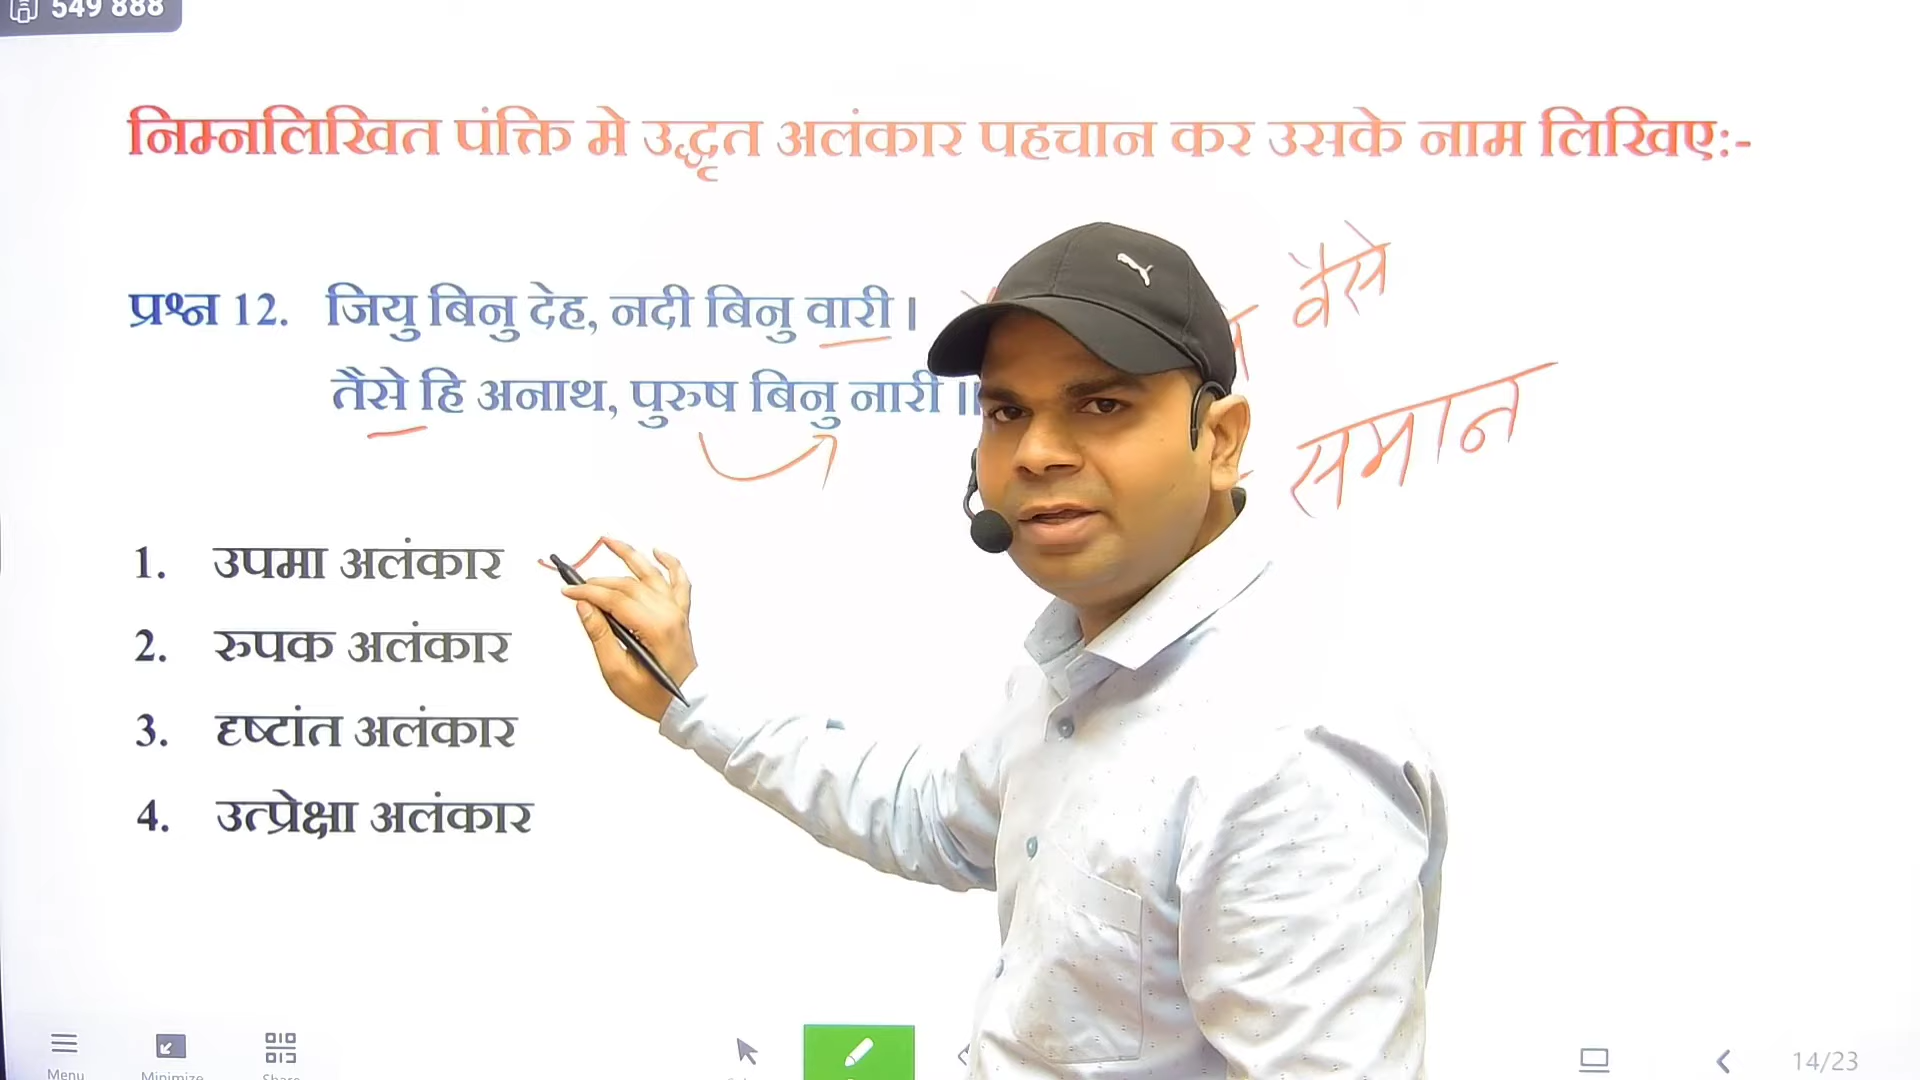 549 888
निम्नलिखित पंक्ति मे उद्धृत अलंकार पहचान कर उसके नाम लिखिए:-
वैसे
प्रश्न 12. जियु बिनु देह, नदी बिनु वारी।
तैसे हि अनाथ, पुरुष बिनु नारी॥
समान
1. उपमा अलंकार
2. रुपक अलंकार
3. दृष्टांत अलंकार
4. उत्प्रेक्षा अलंकार
Menu
Minimize
Share
14/23